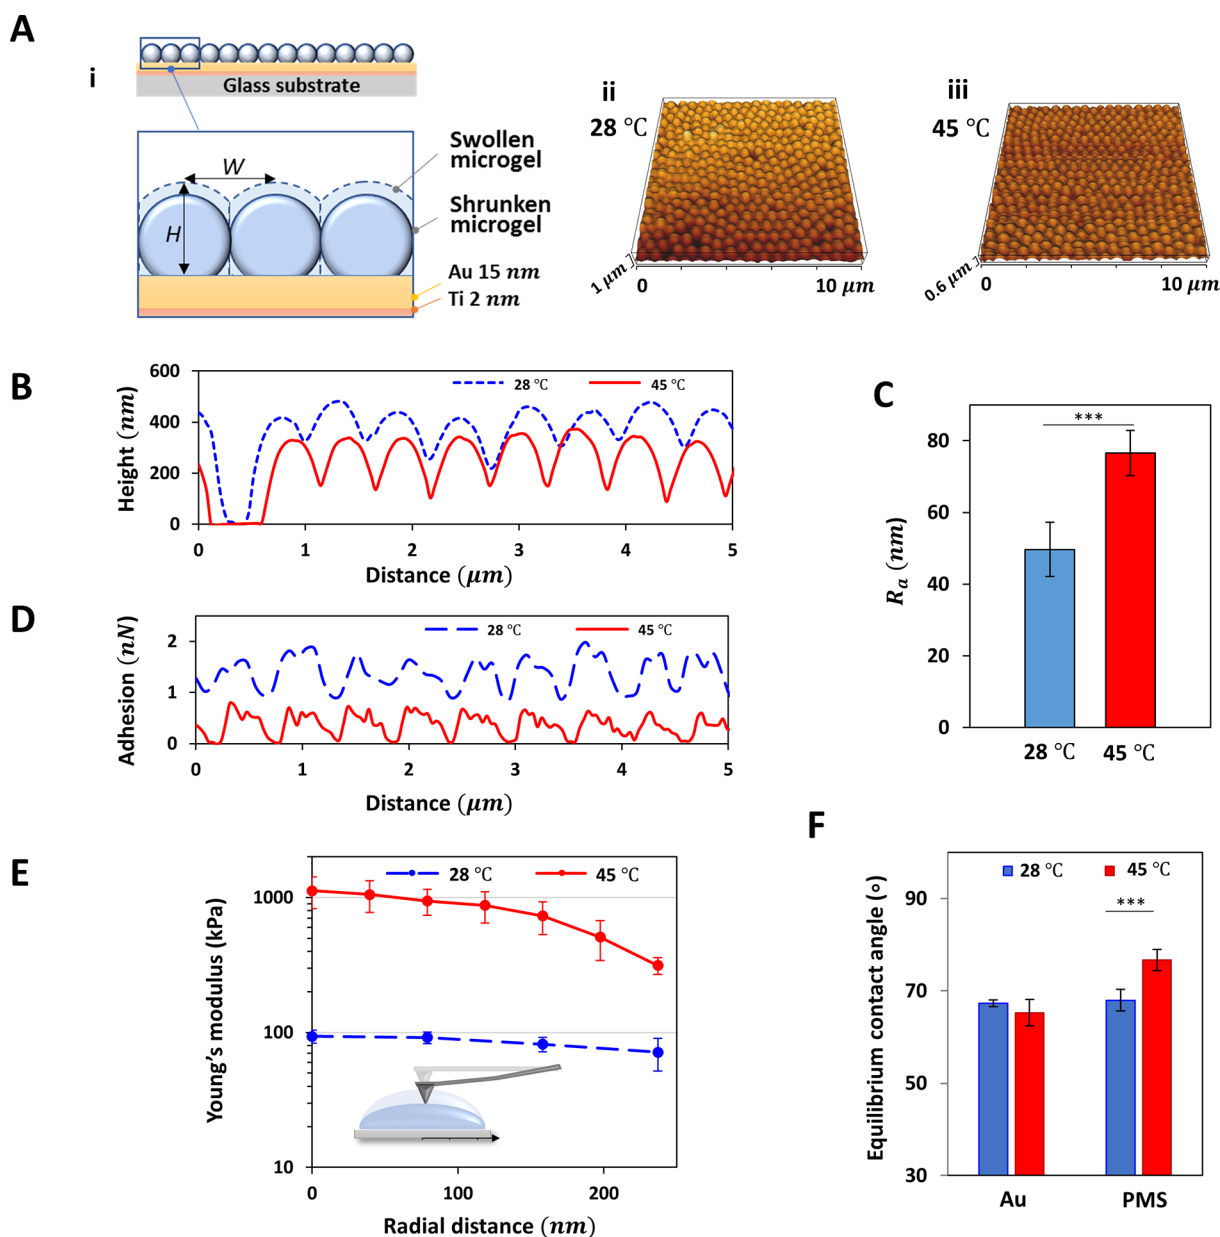 A
i
Glass substrate
Swollen
microgel
W
H
Shrunken
microgel
Au 15 nm
Ti 2 nm
ii
28 °C
1 μm
0
10 μm
iii
45 °C
0.6 μm
0
10 μm
B
Height (nm)
600
400
200
0
28 °C
45 °C
0 1 2 3 4 5
Distance (μm)
C
Ra (nm)
80
60
40
20
0
***
28 °C 45 °C
D
Adhesion (nN)
2
1
0
28 °C
45 °C
0 1 2 3 4 5
Distance (μm)
E
Young's modulus (kPa)
1000
100
10
28 °C
45 °C
0 100 200
Radial distance (nm)
F
Equilibrium contact angle (°)
90
70
50
30
28 °C
45 °C
***
Au PMS